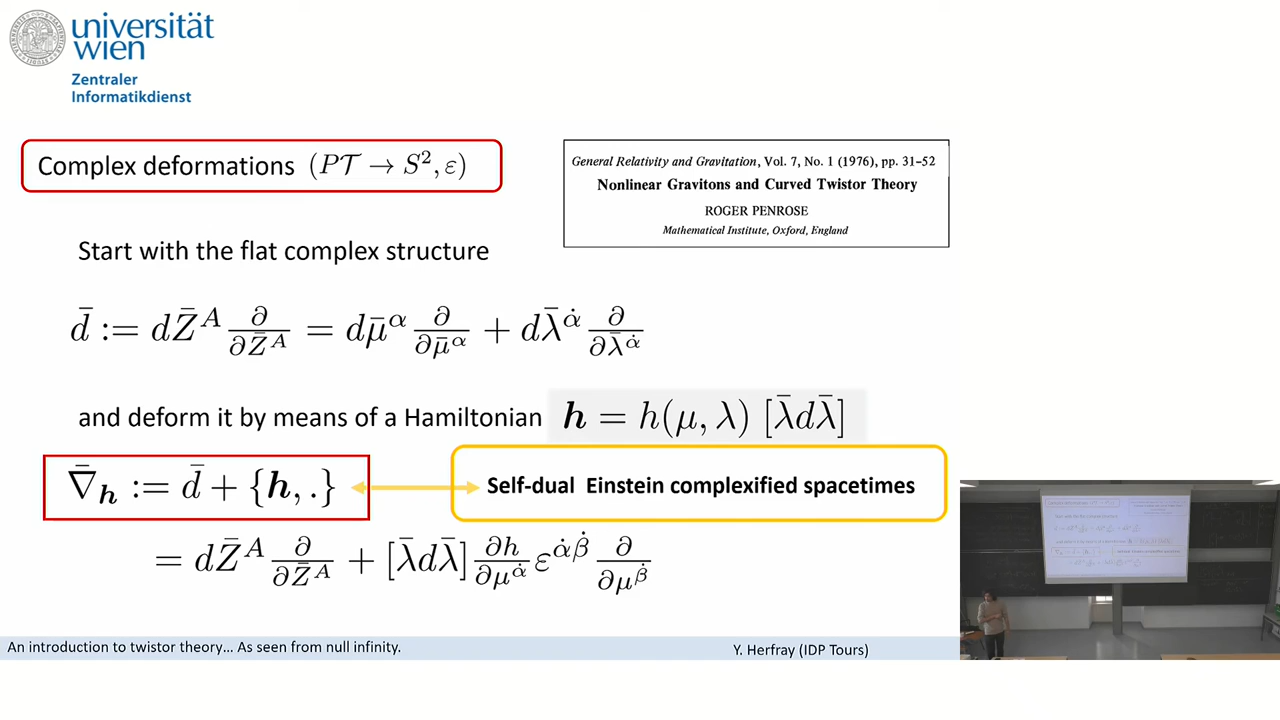 universität
wien
Zentraler
Informatikdienst
Complex deformations (P𝒯 → S², ε)
General Relativity and Gravitation, Vol. 7, No. 1 (1976), pp. 31–52
Nonlinear Gravitons and Curved Twistor Theory
ROGER PENROSE
Mathematical Institute, Oxford, England
Start with the flat complex structure
d̄ := dZ̄^A ∂/∂Z̄^A = dμ̄^α ∂/∂μ̄^α + dλ̄^α̇ ∂/∂λ̄^α̇
and deform it by means of a Hamiltonian h = h(μ, λ) [λ̄dλ̄]
∇̄_h := d̄ + {h, .}
Self-dual Einstein complexified spacetimes
= dZ̄^A ∂/∂Z̄^A + [λ̄dλ̄] ∂h/∂μ^α̇ ε^α̇β̇ ∂/∂μ^β̇
An introduction to twistor theory... As seen from null infinity.
Y. Herfray (IDP Tours)